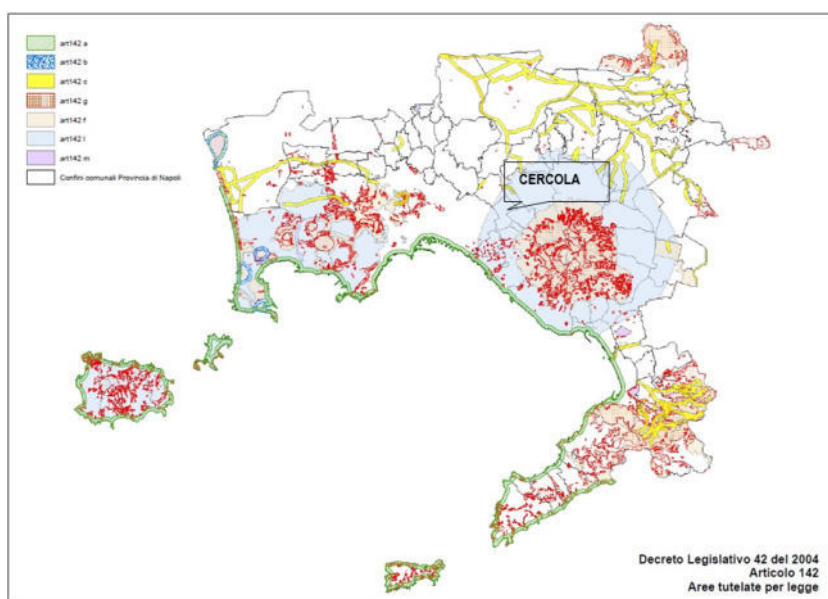 art142 a
art142 b
art142 c
art142 g
art142 f
art142 l
art142 m
Confini comunali Provincia di Napoli
CERCOLA
Decreto Legislativo 42 del 2004
Articolo 142
Aree tutelate per legge